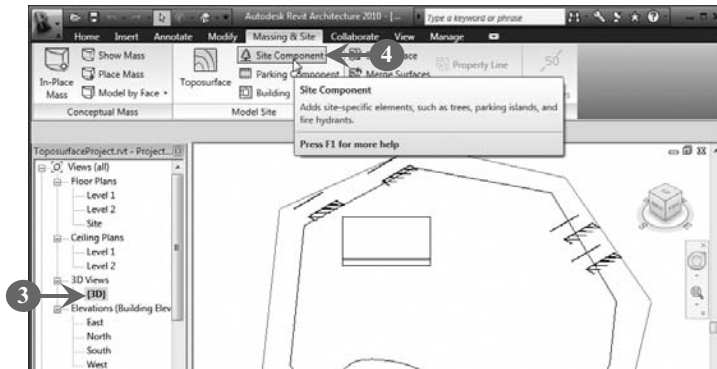 Autodesk Revit Architecture 2010 - [...
Type a keyword or phrase
Home Insert Annotate Modify Massing & Site Collaborate View Manage
Show Mass
Place Mass
Model by Face
In-Place
Mass
Conceptual Mass
Toposurface
Site Component
Parking Component
Building
Model Site
Merge Surfaces
Property Line
50
4
Site Component
Adds site-specific elements, such as trees, parking islands, and
fire hydrants.
Press F1 for more help
ToposurfaceProject.rvt - Project...
Views (all)
Floor Plans
Level 1
Level 2
Site
Ceiling Plans
Level 1
Level 2
3D Views
3
{3D}
Elevations (Building Elev
East
North
South
West